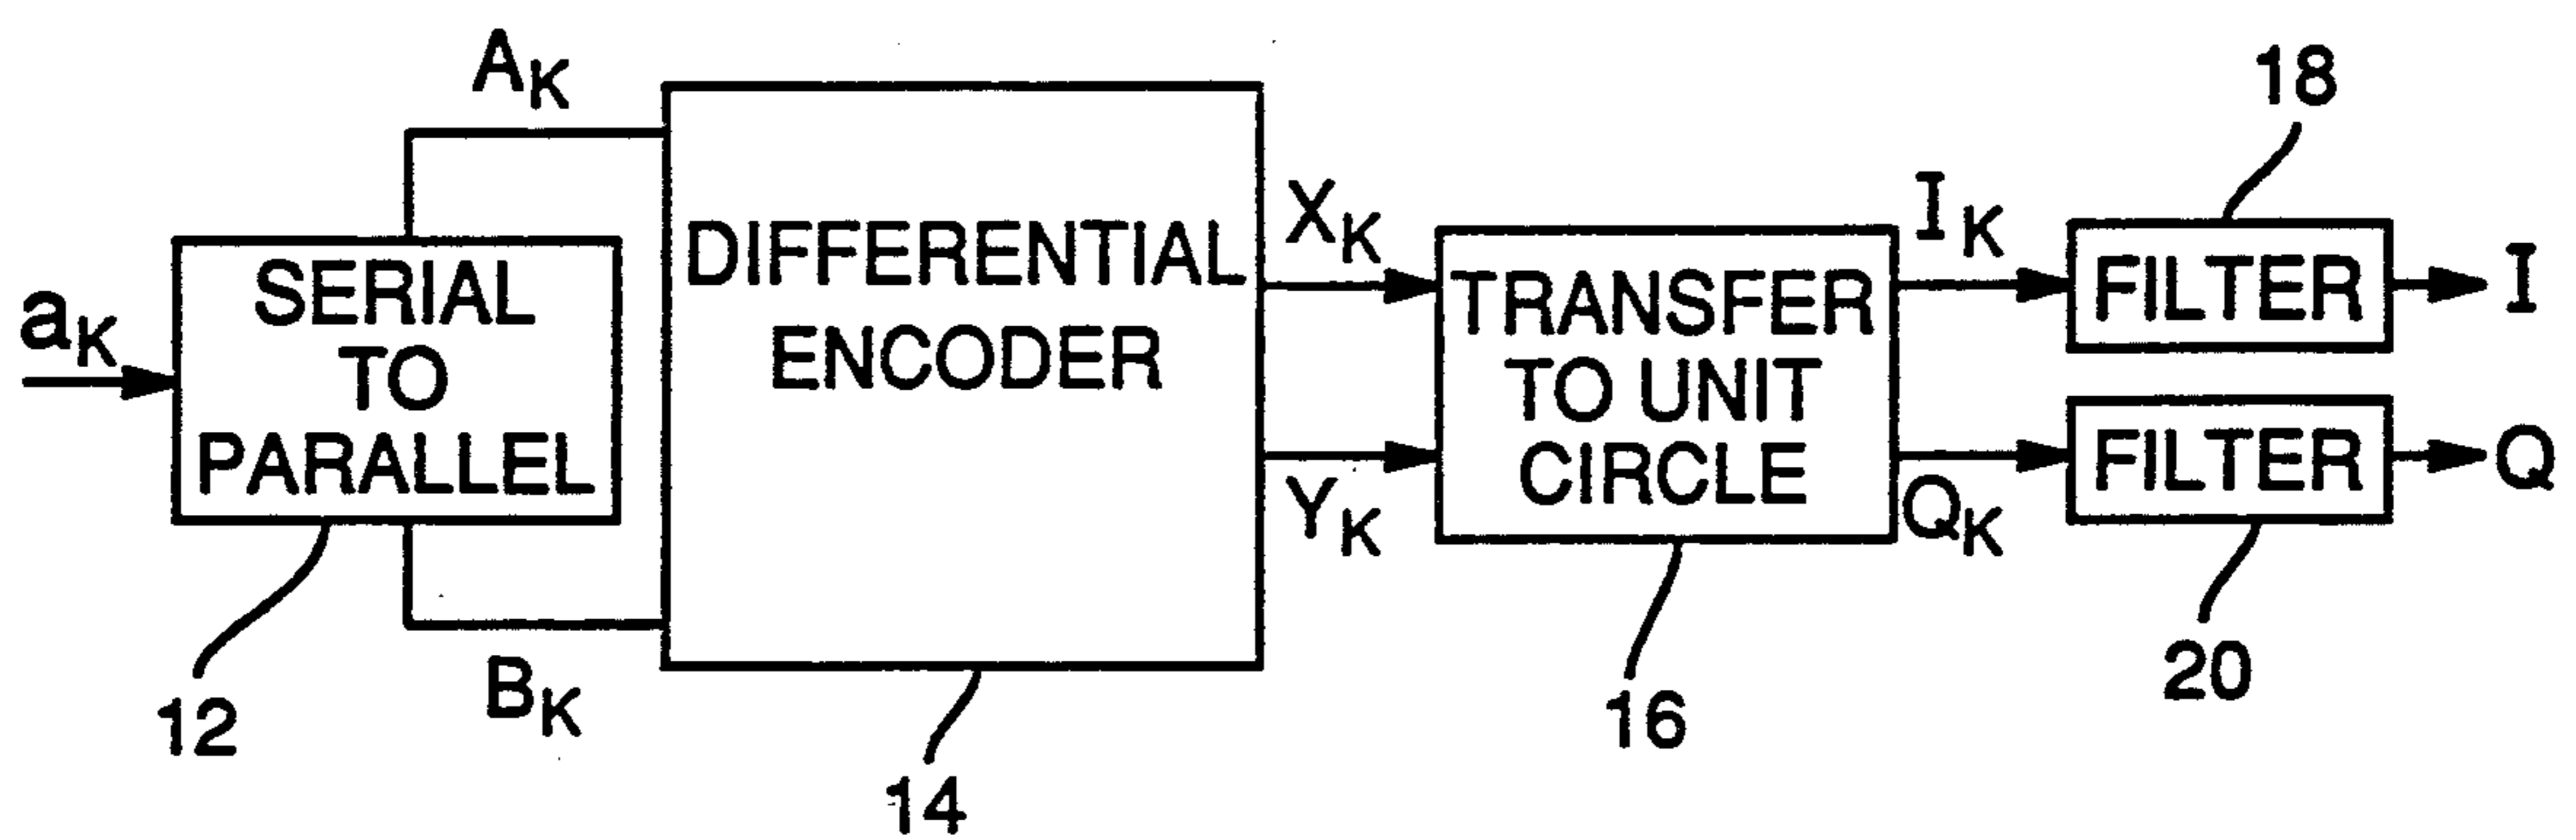 a_K
SERIAL
TO
PARALLEL
12
A_K
B_K
DIFFERENTIAL
ENCODER
14
X_K
Y_K
TRANSFER
TO UNIT
CIRCLE
16
I_K
Q_K
FILTER
18
I
FILTER
20
Q